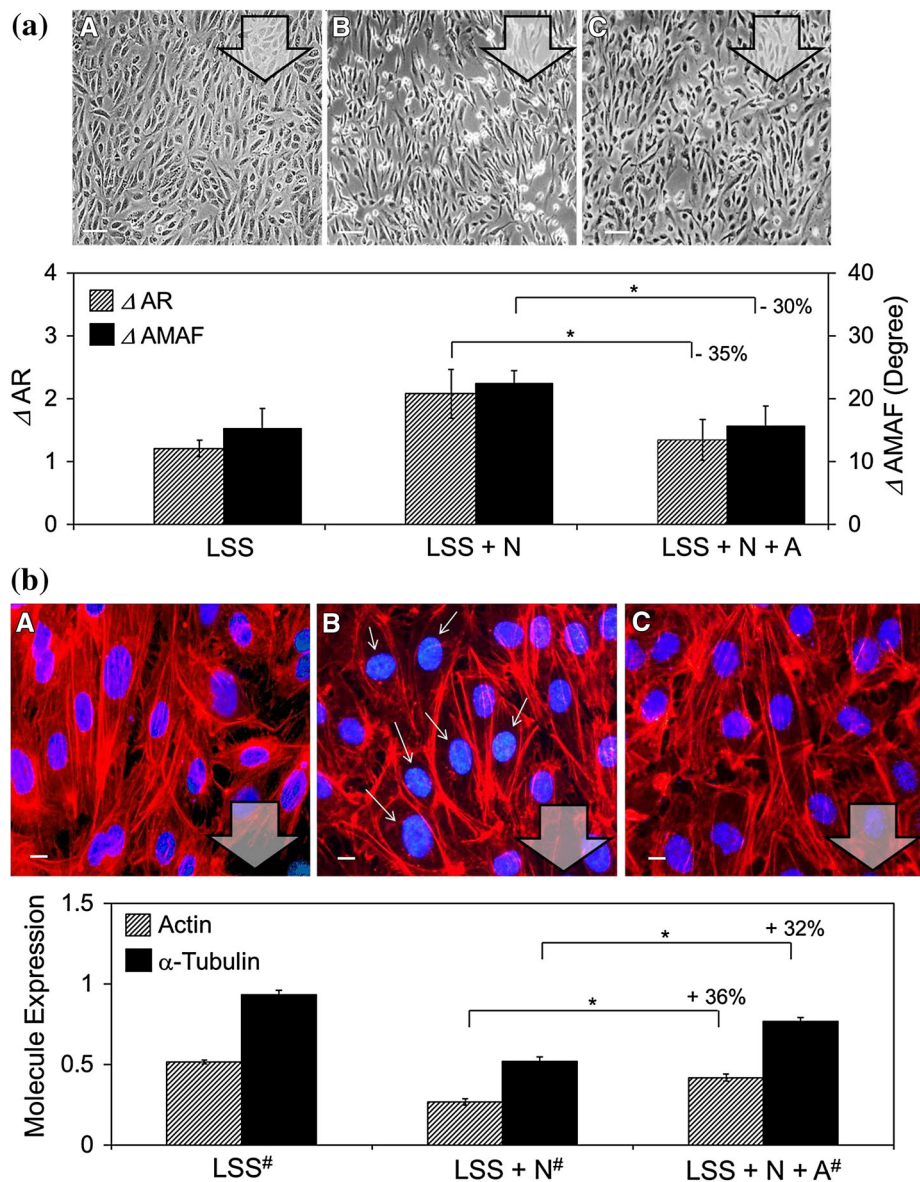 (a)
A B C
4 40
* - 30%
Δ AR
Δ AMAF
3 30
* - 35%
Δ AR
2 20
Δ AMAF (Degree)
1 10
0 0
LSS LSS + N LSS + N + A
(b)
A B C
1.5
Actin
α-Tubulin
* + 32%
1
* + 36%
Molecule Expression
0.5
0
LSS# LSS + N# LSS + N + A#